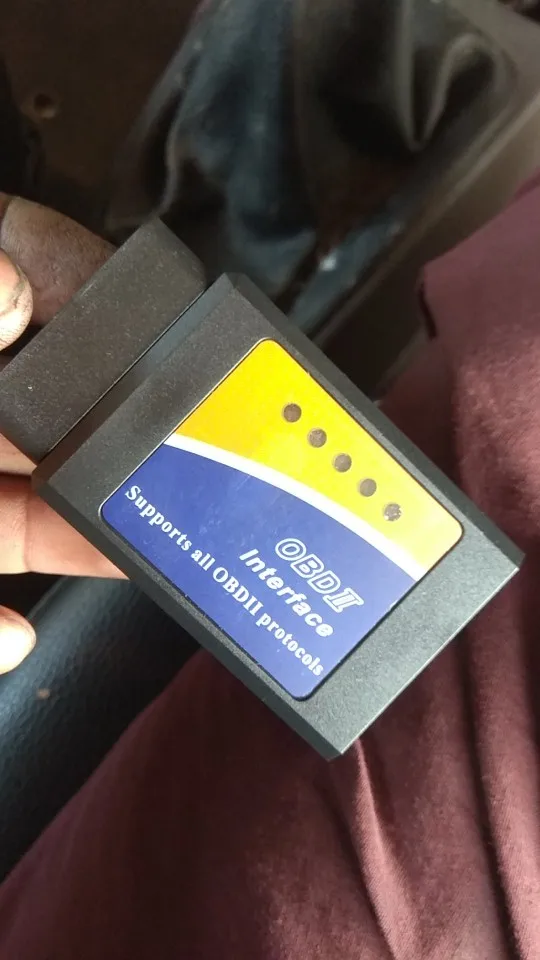 OBDII
Interface
Supports all OBDII protocols